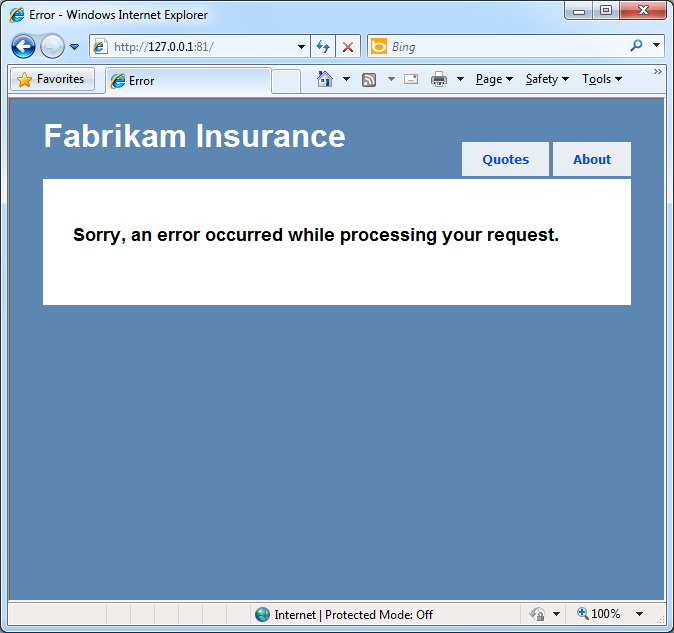 Error - Windows Internet Explorer
http://127.0.0.1:81/
Bing
Favorites
Error
Page
Safety
Tools
Fabrikam Insurance
Quotes
About
Sorry, an error occurred while processing your request.
Internet | Protected Mode: Off
100%